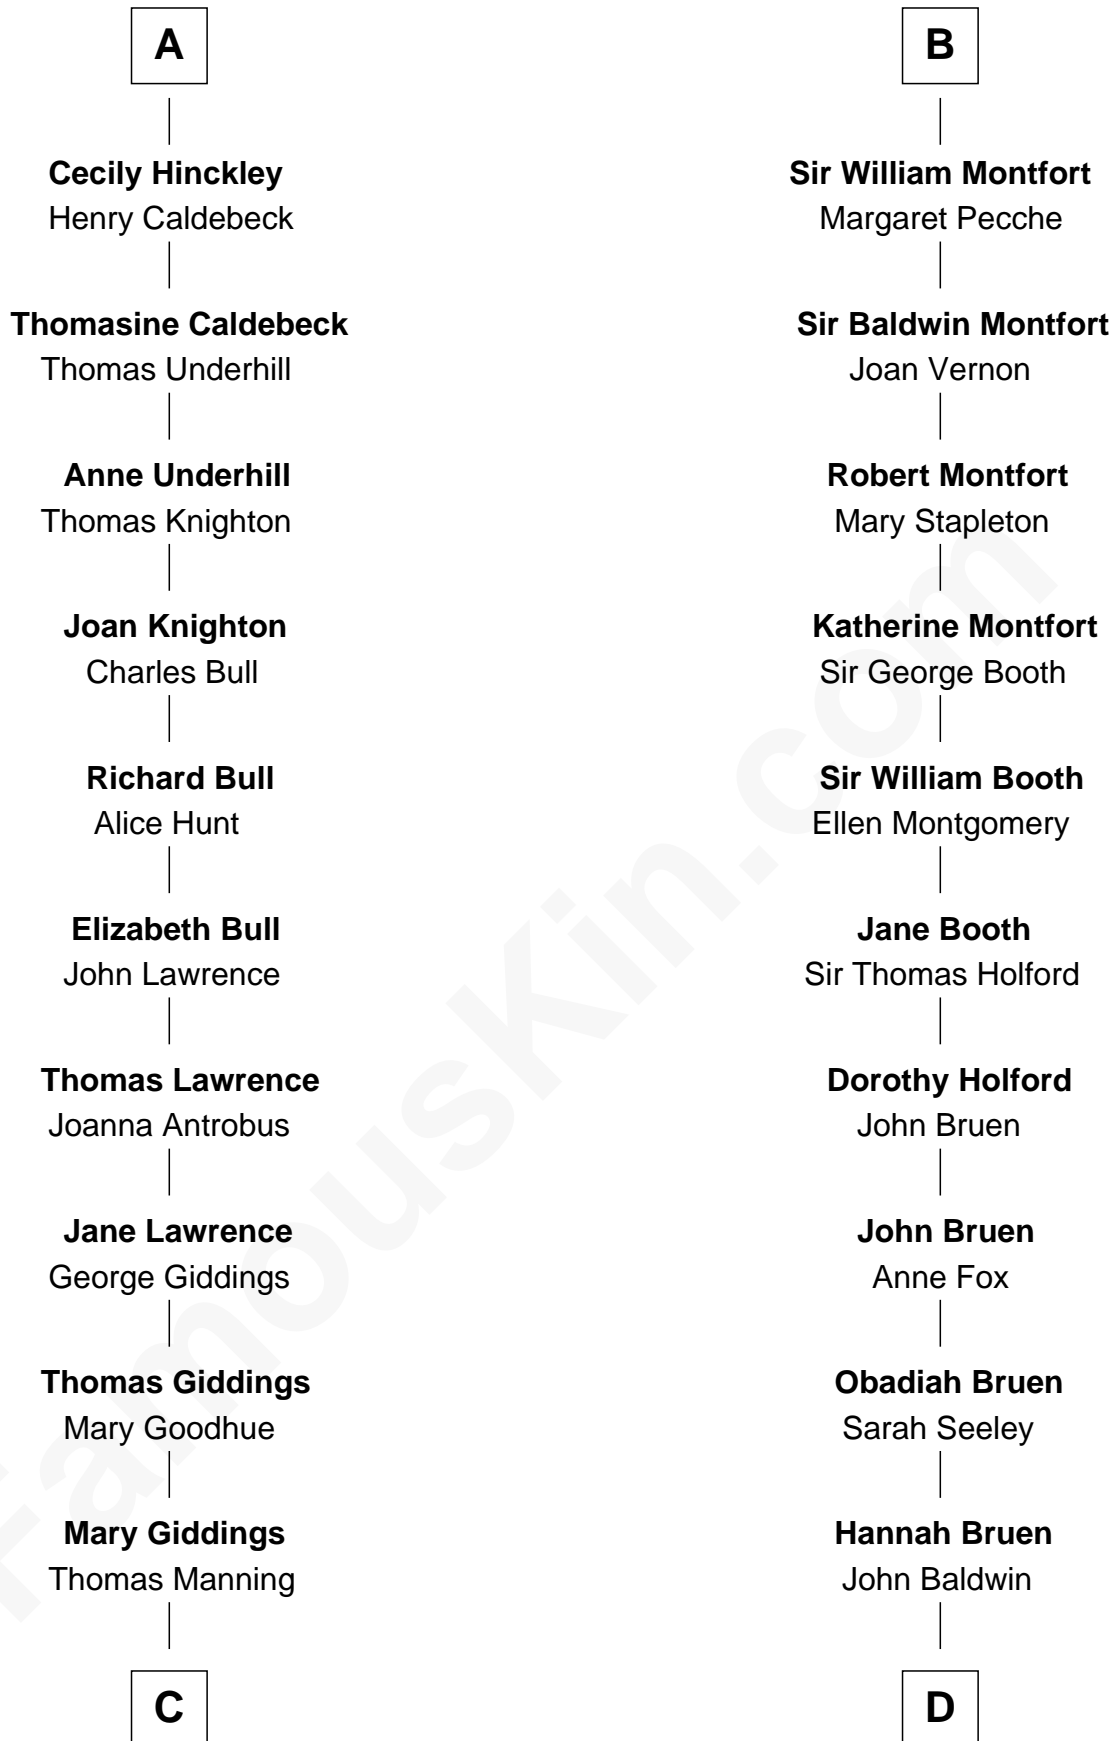 A
Cecily Hinckley
Henry Caldebeck
Thomasine Caldebeck
Thomas Underhill
Anne Underhill
Thomas Knighton
Joan Knighton
Charles Bull
Richard Bull
Alice Hunt
Elizabeth Bull
John Lawrence
Thomas Lawrence
Joanna Antrobus
Jane Lawrence
George Giddings
Thomas Giddings
Mary Goodhue
Mary Giddings
Thomas Manning
C
B
Sir William Montfort
Margaret Pecche
Sir Baldwin Montfort
Joan Vernon
Robert Montfort
Mary Stapleton
Katherine Montfort
Sir George Booth
Sir William Booth
Ellen Montgomery
Jane Booth
Sir Thomas Holford
Dorothy Holford
John Bruen
John Bruen
Anne Fox
Obadiah Bruen
Sarah Seeley
Hannah Bruen
John Baldwin
D
FamousKin.com